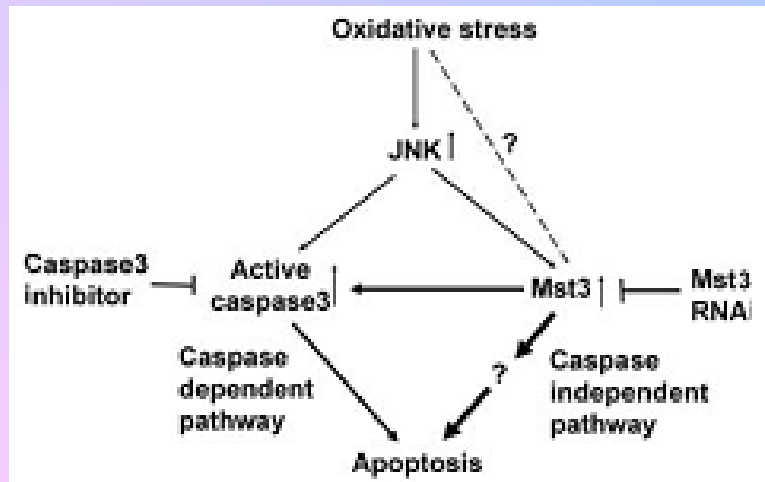 Oxidative stress
?
JNK↑
Caspase3
inhibitor
Active
caspase3↑
Mst3↑
Mst3
RNAi
Caspase
dependent
pathway
?
Caspase
independent
pathway
Apoptosis